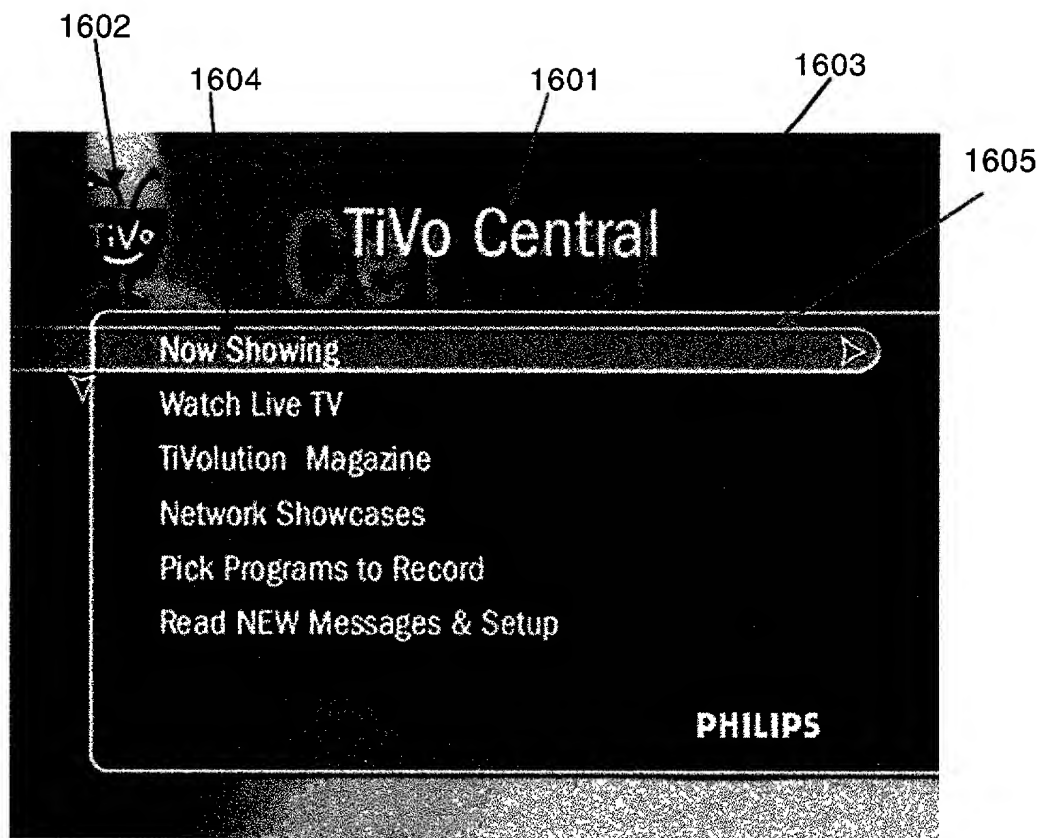 1602
1604
1601
1603
1605
TiVo
TiVo Central
Central
Now Showing
Watch Live TV
TiVolution Magazine
Network Showcases
Pick Programs to Record
Read NEW Messages & Setup
PHILIPS